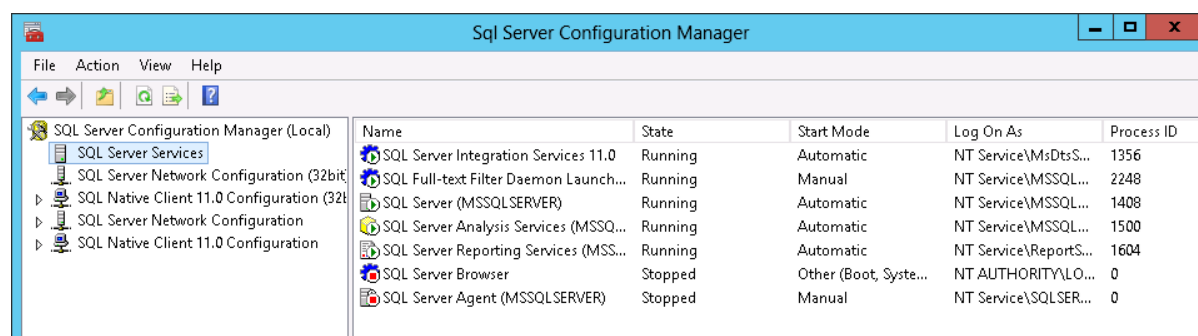 Sql Server Configuration Manager
File Action View Help
SQL Server Configuration Manager (Local)
SQL Server Services
SQL Server Network Configuration (32bit
SQL Native Client 11.0 Configuration (32b
SQL Server Network Configuration
SQL Native Client 11.0 Configuration
Name State Start Mode Log On As Process ID
SQL Server Integration Services 11.0 Running Automatic NT Service\MsDtsS... 1356
SQL Full-text Filter Daemon Launch... Running Manual NT Service\MSSQL... 2248
SQL Server (MSSQLSERVER) Running Automatic NT Service\MSSQL... 1408
SQL Server Analysis Services (MSSQ... Running Automatic NT Service\MSSQL... 1500
SQL Server Reporting Services (MSS... Running Automatic NT Service\ReportS... 1604
SQL Server Browser Stopped Other (Boot, Syste... NT AUTHORITY\LO... 0
SQL Server Agent (MSSQLSERVER) Stopped Manual NT Service\SQLSER... 0